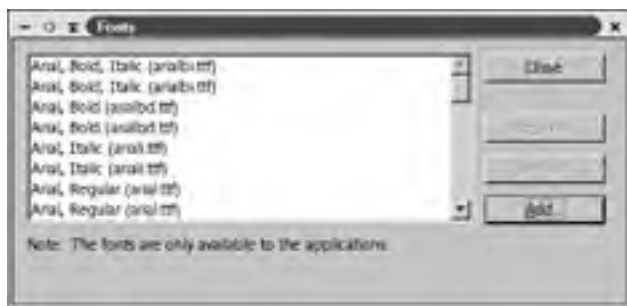 Fonts
Arial, Bold, Italic (arialbi.ttf)
Arial, Bold, Italic (arialbi.ttf)
Arial, Bold (arialbd.ttf)
Arial, Bold (arialbd.ttf)
Arial, Italic (ariali.ttf)
Arial, Italic (ariali.ttf)
Arial, Regular (arial.ttf)
Arial, Regular (arial.ttf)
Close
Add...
Note: The fonts are only available to the applications